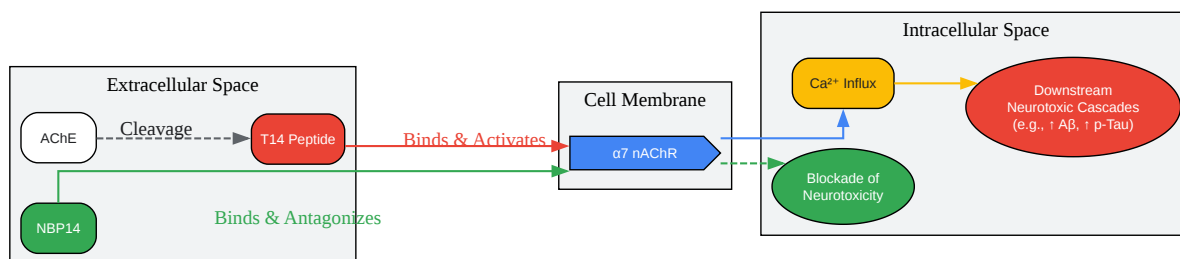 Extracellular Space
AChE
Cleavage
T14 Peptide
NBP14
Binds & Antagonizes
Binds & Activates
Cell Membrane
α7 nAChR
Intracellular Space
Ca²⁺ Influx
Downstream
Neurotoxic Cascades
(e.g., ↑ Aβ, ↑ p-Tau)
Blockade of
Neurotoxicity